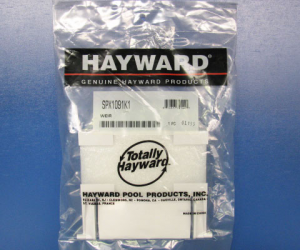 HAYWARD
GENUINE HAYWARD PRODUCTS
SPX1091K1
WEIR
Totally
Hayward
HAYWARD POOL PRODUCTS, INC.